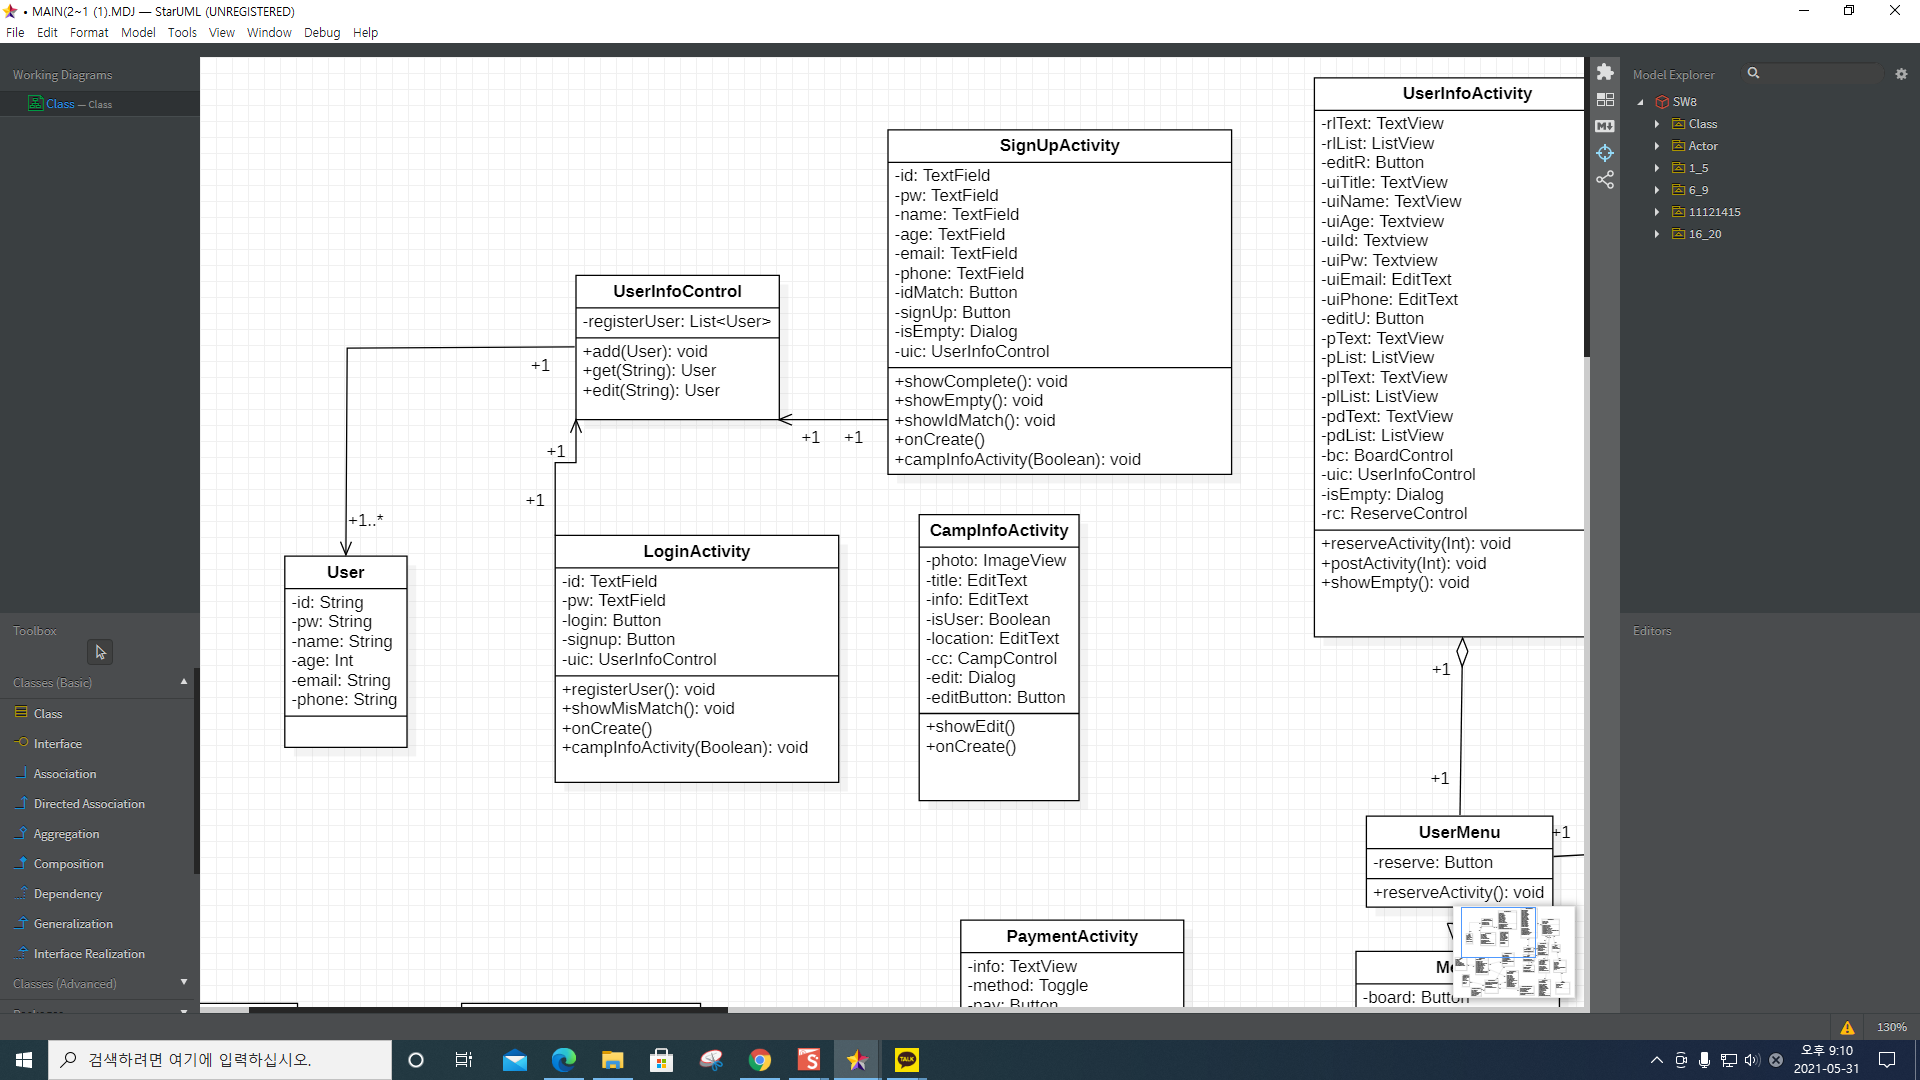 • MAIN(2~1 (1).MDJ — StarUML (UNREGISTERED)
File Edit Format Model Tools View Window Debug Help
Working Diagrams
Class — Class
Toolbox
Classes (Basic)
Class
Interface
Association
Directed Association
Aggregation
Composition
Dependency
Generalization
Interface Realization
Classes (Advanced)
UserInfoControl
-registerUser: List<User>
+add(User): void
+get(String): User
+edit(String): User
+1
+1..*
+1
+1
+1
+1
User
-id: String
-pw: String
-name: String
-age: Int
-email: String
-phone: String
LoginActivity
-id: TextField
-pw: TextField
-login: Button
-signup: Button
-uic: UserInfoControl
+registerUser(): void
+showMisMatch(): void
+onCreate()
+campInfoActivity(Boolean): void
SignUpActivity
-id: TextField
-pw: TextField
-name: TextField
-age: TextField
-email: TextField
-phone: TextField
-idMatch: Button
-signUp: Button
-isEmpty: Dialog
-uic: UserInfoControl
+showComplete(): void
+showEmpty(): void
+showIdMatch(): void
+onCreate()
+campInfoActivity(Boolean): void
CampInfoActivity
-photo: ImageView
-title: EditText
-info: EditText
-isUser: Boolean
-location: EditText
-cc: CampControl
-edit: Dialog
-editButton: Button
+showEdit()
+onCreate()
PaymentActivity
-info: TextView
-method: Toggle
-pay: Button
UserInfoActivity
-rlText: TextView
-rlList: ListView
-editR: Button
-uiTitle: TextView
-uiName: TextView
-uiAge: Textview
-uiId: Textview
-uiPw: Textview
-uiEmail: EditText
-uiPhone: EditText
-editU: Button
-pText: TextView
-pList: ListView
-plText: TextView
-plList: ListView
-pdText: TextView
-pdList: ListView
-bc: BoardControl
-uic: UserInfoControl
-isEmpty: Dialog
-rc: ReserveControl
+reserveActivity(Int): void
+postActivity(Int): void
+showEmpty(): void
+1
+1
UserMenu
+1
-reserve: Button
+reserveActivity(): void
-board: Button
Model Explorer
SW8
Class
Actor
1_5
6_9
11121415
16_20
Editors
130%
검색하려면 여기에 입력하십시오.
TALK
오후 9:10
2021-05-31